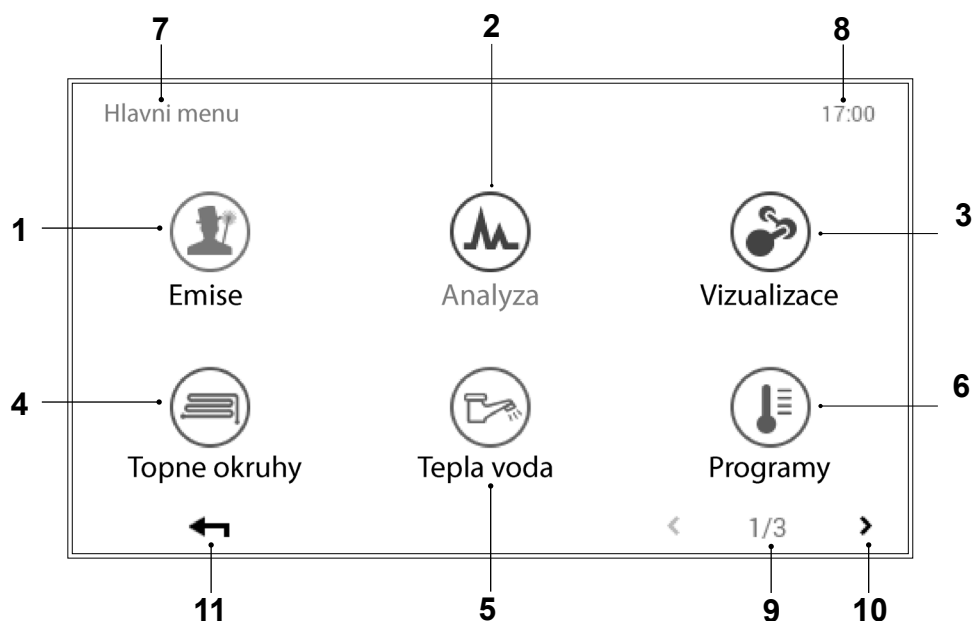 7 2 8
Hlavni menu 17:00
1 3
Emise Analyza Vizualizace
4 6
Topne okruhy Tepla voda Programy
< 1/3 >
11 5 9 10